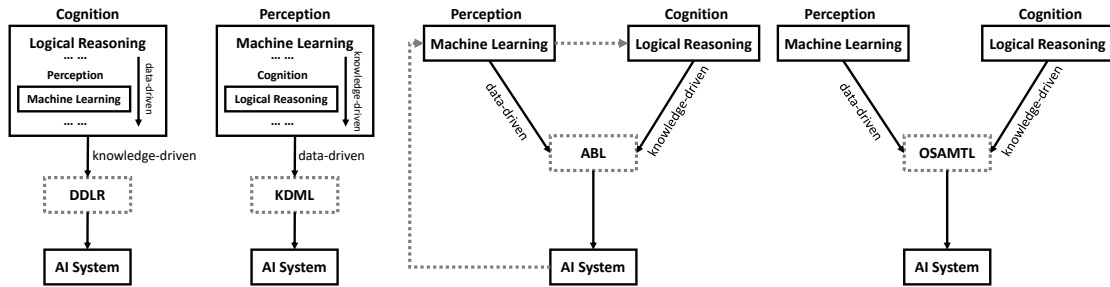 Cognition
Logical Reasoning
... ...
Perception
Machine Learning
... ...
data-driven
knowledge-driven
DDLR
AI System
Perception
Machine Learning
... ...
Cognition
Logical Reasoning
... ...
knowledge-driven
data-driven
KDML
AI System
Perception
Machine Learning
Cognition
Logical Reasoning
data-driven
knowledge-driven
ABL
AI System
Perception
Machine Learning
Cognition
Logical Reasoning
data-driven
knowledge-driven
OSAMTL
AI System